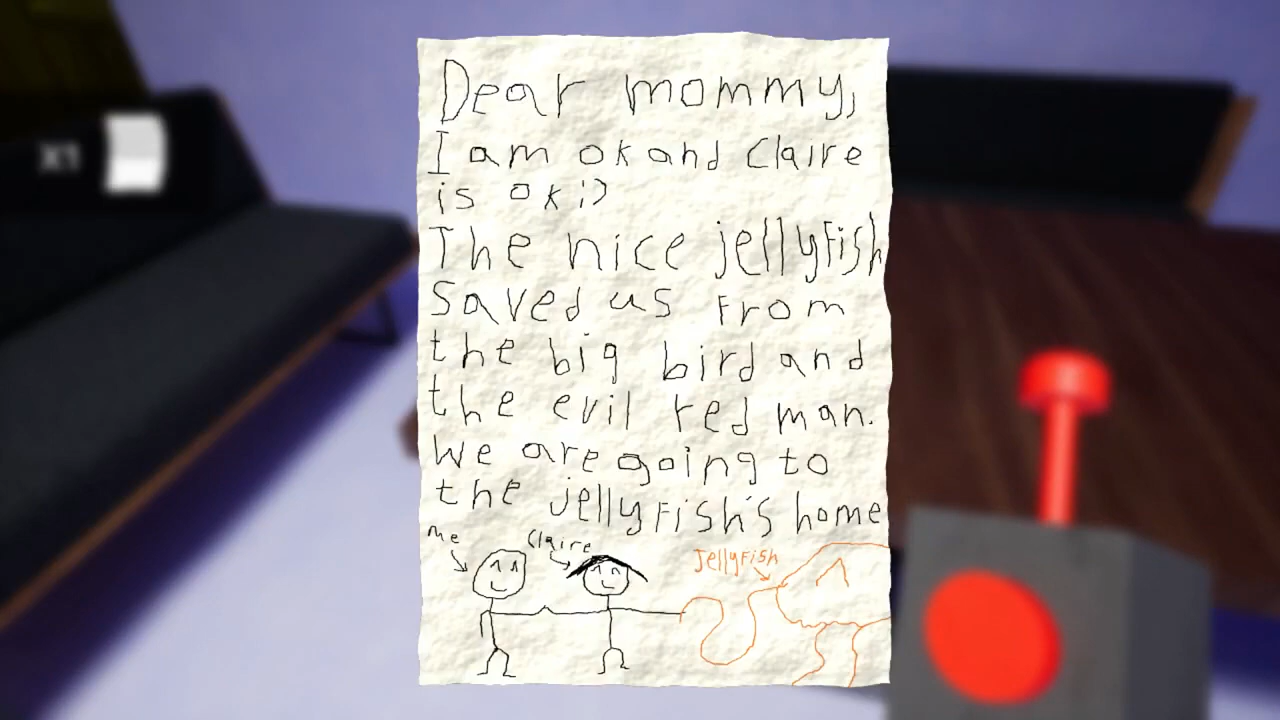 Dear mommy,
I am ok and Claire
is ok :)
The nice jellyfish
saved us from
the big bird and
the evil red man.
We are going to
the jellyfish's home
me
Claire
Jellyfish
X1